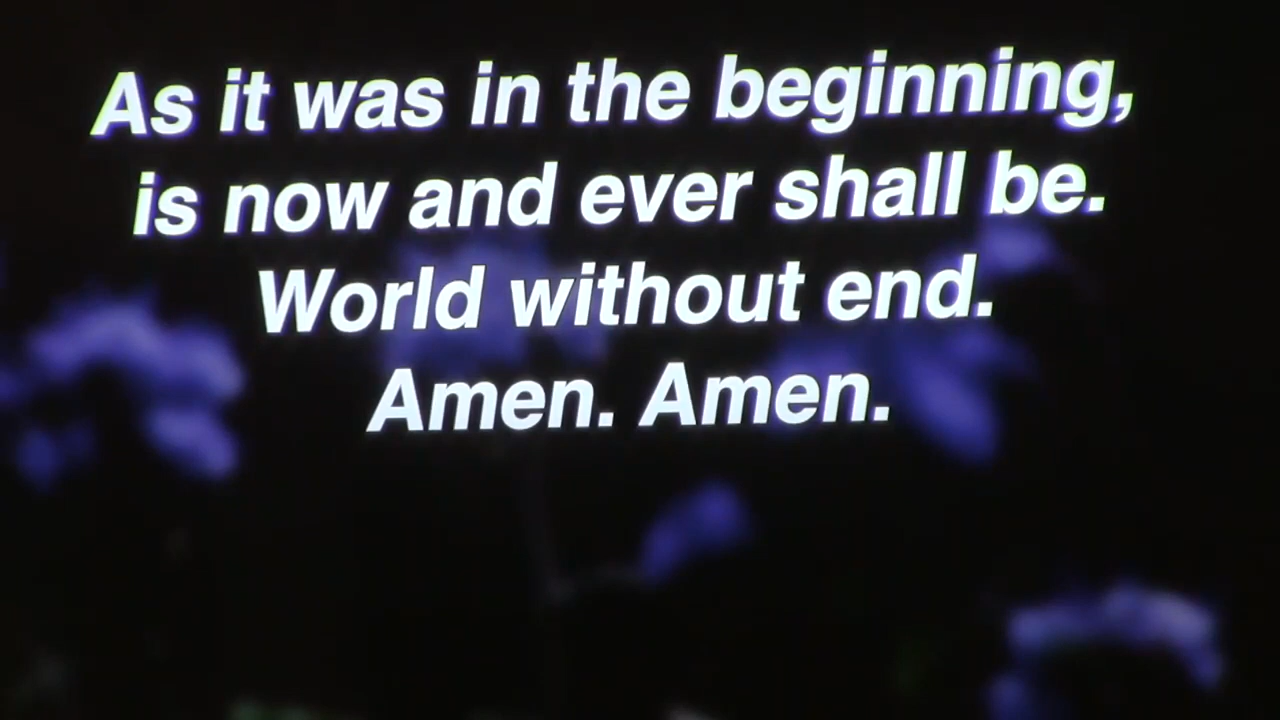 As it was in the beginning,
is now and ever shall be.
World without end.
Amen. Amen.